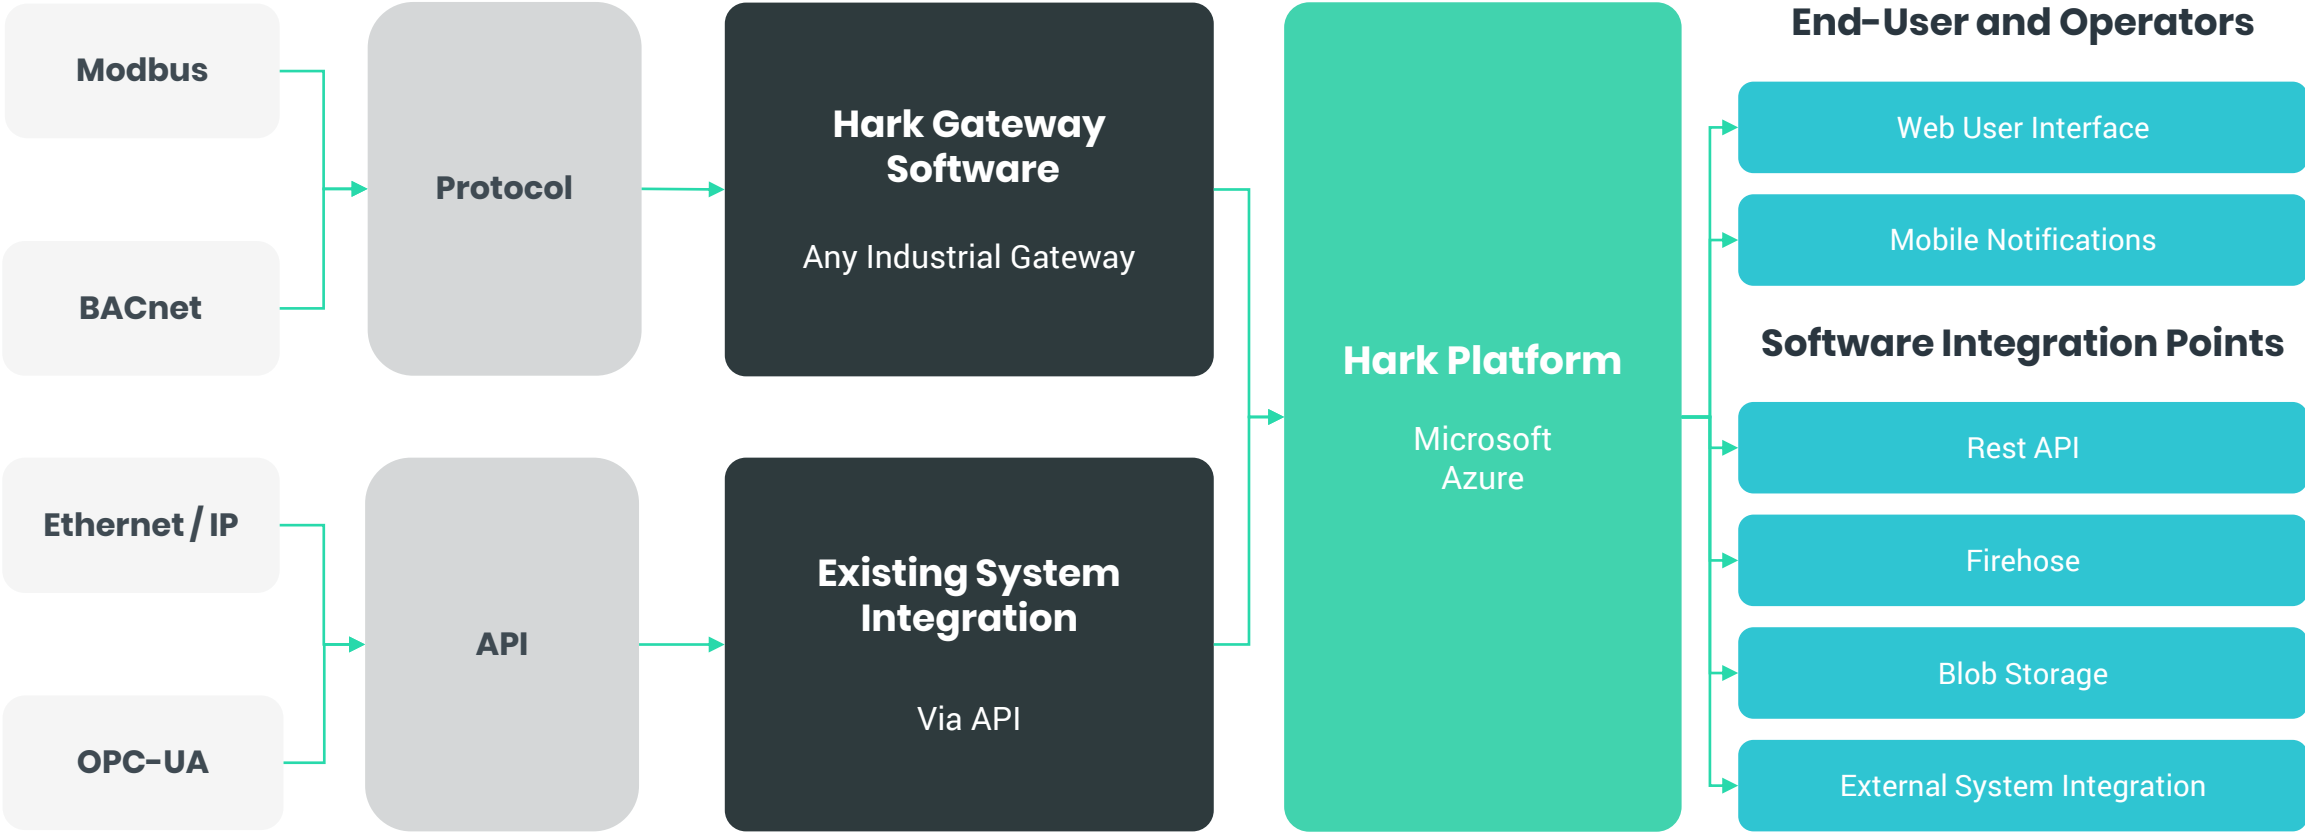 Modbus
BACnet
Ethernet / IP
OPC-UA
Protocol
API
Hark Gateway
Software
Any Industrial Gateway
Existing System
Integration
Via API
Hark Platform
Microsoft
Azure
End-User and Operators
Web User Interface
Mobile Notifications
Software Integration Points
Rest API
Firehose
Blob Storage
External System Integration